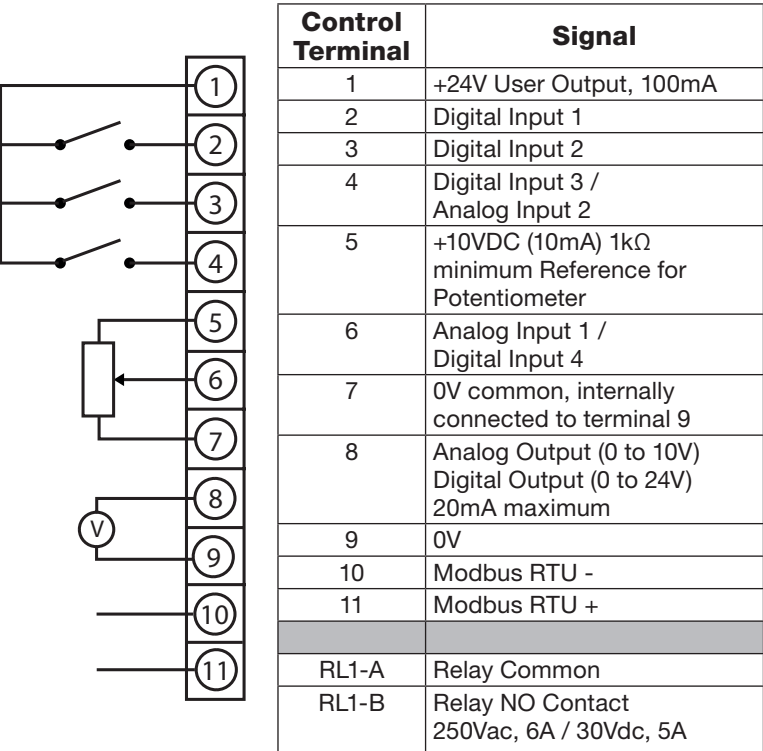 1
2
3
4
5
6
7
8
V
9
10
11
Control Terminal Signal
1 +24V User Output, 100mA
2 Digital Input 1
3 Digital Input 2
4 Digital Input 3 /
Analog Input 2
5 +10VDC (10mA) 1kΩ
minimum Reference for
Potentiometer
6 Analog Input 1 /
Digital Input 4
7 0V common, internally
connected to terminal 9
8 Analog Output (0 to 10V)
Digital Output (0 to 24V)
20mA maximum
9 0V
10 Modbus RTU -
11 Modbus RTU +
RL1-A Relay Common
RL1-B Relay NO Contact
250Vac, 6A / 30Vdc, 5A